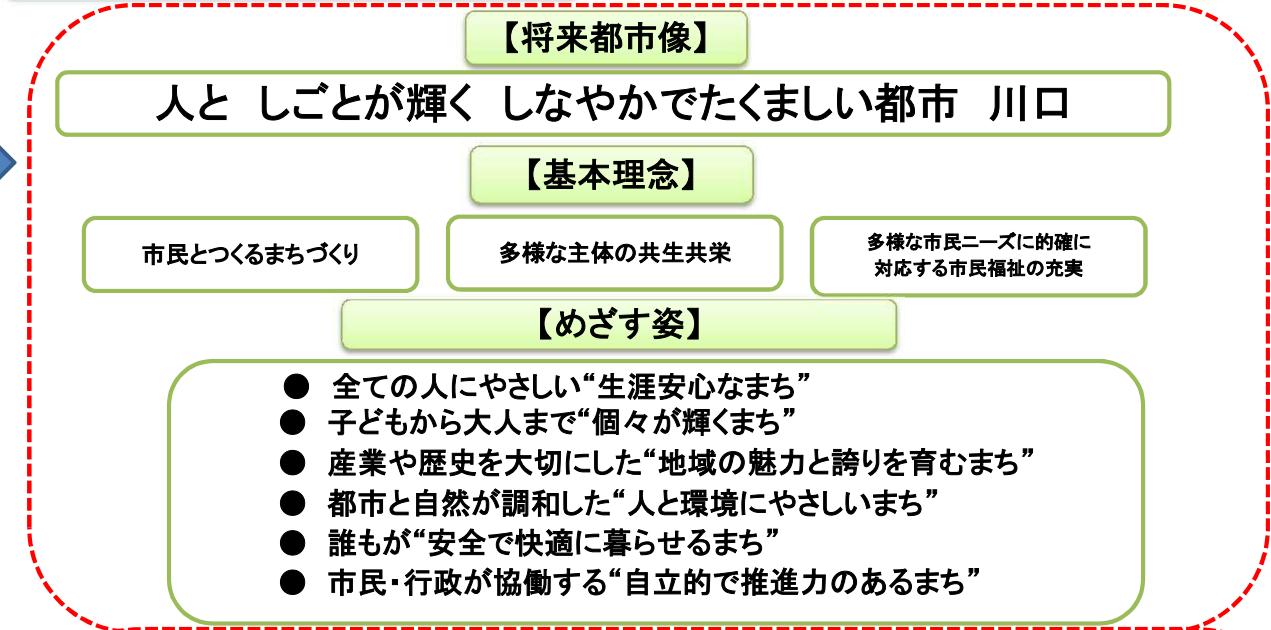 【将来都市像】
人と　しごとが輝く　しなやかでたくましい都市　川口
【基本理念】
市民とつくるまちづくり
多様な主体の共生共栄
多様な市民ニーズに的確に
対応する市民福祉の充実
【めざす姿】
● 全ての人にやさしい“生涯安心なまち”
● 子どもから大人まで“個々が輝くまち”
● 産業や歴史を大切にした“地域の魅力と誇りを育むまち”
● 都市と自然が調和した“人と環境にやさしいまち”
● 誰もが“安全で快適に暮らせるまち”
● 市民・行政が協働する“自立的で推進力のあるまち”